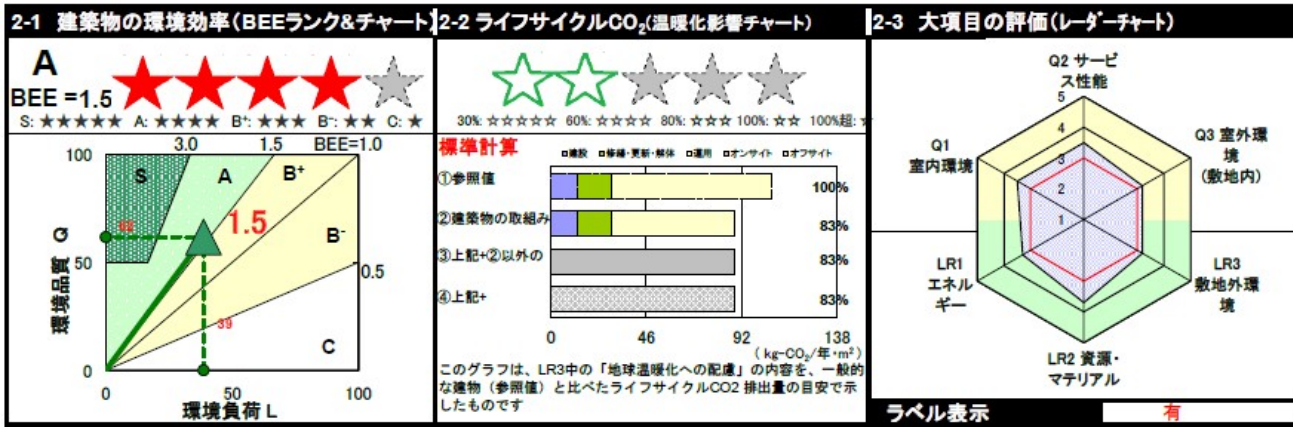 2-1 建築物の環境効率(BEEランク&チャート)
A
BEE =1.5
S: ★★★★★ A: ★★★★ B⁺: ★★★ B⁻: ★★ C: ★
3.0 1.5 BEE=1.0
100
S
A
B⁺
B⁻
C
1.5
62
50
0.5
39
0
環境品質 Q
0 50 100
環境負荷 L
2-2 ライフサイクルCO₂(温暖化影響チャート)
30%: ☆☆☆☆☆ 60%: ☆☆☆☆ 80%: ☆☆☆ 100%: ☆☆ 100%超: ☆
標準計算
□建設 □修繕・更新・解体 □運用 □オンサイト □オフサイト
①参照値 100%
②建築物の取組み 83%
③上記+②以外の 83%
④上記+ 83%
0 46 92 138
( kg-CO₂/年・m²)
このグラフは、LR3中の「地球温暖化への配慮」の内容を、一般的
な建物(参照値)と比べたライフサイクルCO2 排出量の目安で示
したものです
2-3 大項目の評価(レーダーチャート)
Q2 サービ
ス性能
5
4
3
2
1
Q1
室内環境
Q3 室外環
境
(敷地内)
LR1
エネル
ギー
LR3
敷地外環
境
LR2 資源・
マテリアル
ラベル表示 有